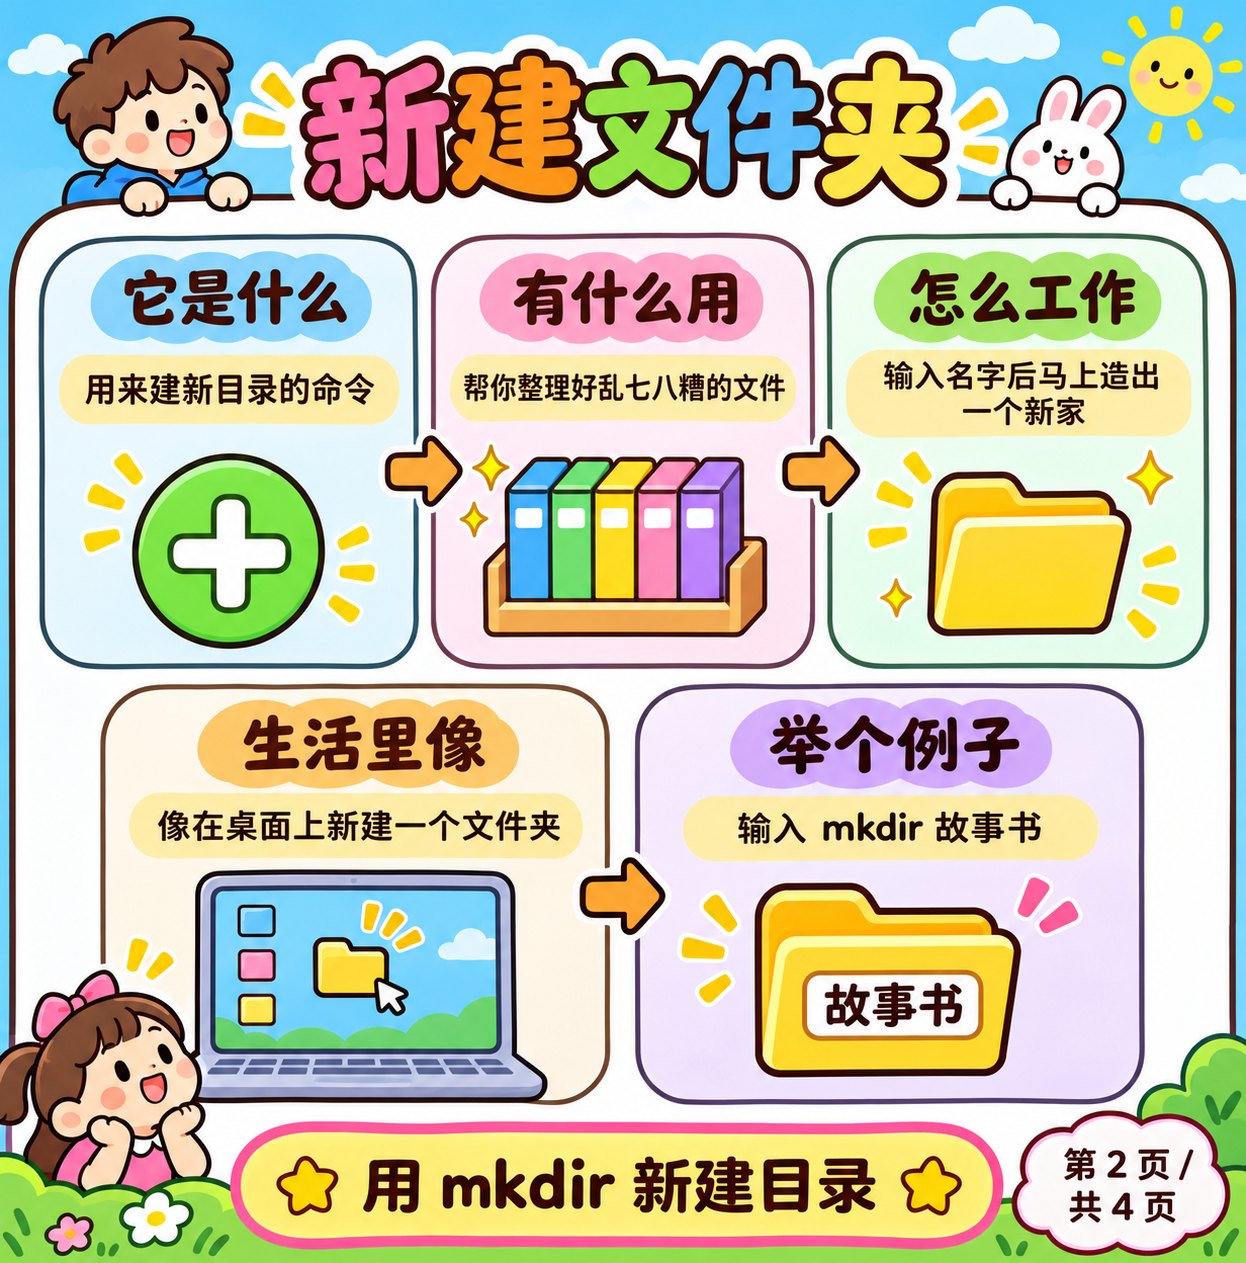 新建文件夹
它是什么
用来建新目录的命令
有什么用
帮你整理好乱七八糟的文件
怎么工作
输入名字后马上造出
一个新家
生活里像
像在桌面上新建一个文件夹
举个例子
输入 mkdir 故事书
故事书
用 mkdir 新建目录
第 2 页 /
共 4 页